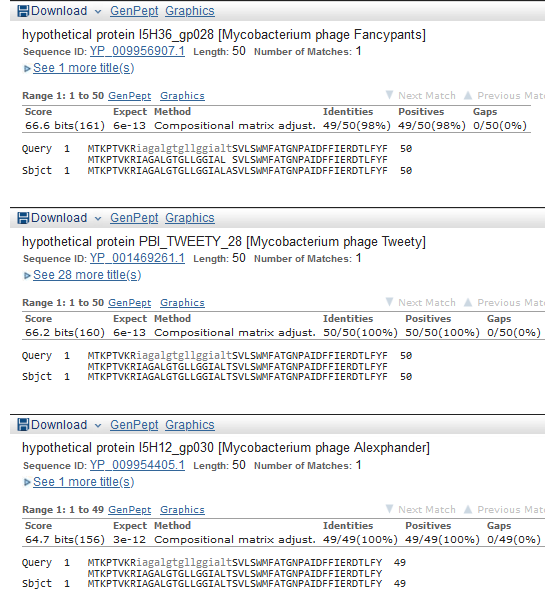 Download GenPept Graphics
hypothetical protein I5H36_gp028 [Mycobacterium phage Fancypants]
Sequence ID: YP_009956907.1 Length: 50 Number of Matches: 1
See 1 more title(s)
Range 1: 1 to 50 GenPept Graphics Next Match Previous Mat
Score Expect Method Identities Positives Gaps
66.6 bits(161) 6e-13 Compositional matrix adjust. 49/50(98%) 49/50(98%) 0/50(0%)
Query 1 MTKPTVKRiagalgtgllggialtSVLSWMFATGNPAIDFFIERDTLFYF 50
MTKPTVKRIAGALGTGLLGGIAL SVLSWMFATGNPAIDFFIERDTLFYF
Sbjct 1 MTKPTVKRIAGALGTGLLGGIALASVLSWMFATGNPAIDFFIERDTLFYF 50
Download GenPept Graphics
hypothetical protein PBI_TWEETY_28 [Mycobacterium phage Tweety]
Sequence ID: YP_001469261.1 Length: 50 Number of Matches: 1
See 28 more title(s)
Range 1: 1 to 50 GenPept Graphics Next Match Previous Mat
Score Expect Method Identities Positives Gaps
66.2 bits(160) 6e-13 Compositional matrix adjust. 50/50(100%) 50/50(100%) 0/50(0%)
Query 1 MTKPTVKRiagalgtgllggialtSVLSWMFATGNPAIDFFIERDTLFYF 50
MTKPTVKRIAGALGTGLLGGIALTSVLSWMFATGNPAIDFFIERDTLFYF
Sbjct 1 MTKPTVKRIAGALGTGLLGGIALTSVLSWMFATGNPAIDFFIERDTLFYF 50
Download GenPept Graphics
hypothetical protein I5H12_gp030 [Mycobacterium phage Alexphander]
Sequence ID: YP_009954405.1 Length: 50 Number of Matches: 1
See 1 more title(s)
Range 1: 1 to 49 GenPept Graphics Next Match Previous Mat
Score Expect Method Identities Positives Gaps
64.7 bits(156) 3e-12 Compositional matrix adjust. 49/49(100%) 49/49(100%) 0/49(0%)
Query 1 MTKPTVKRiagalgtgllggialtSVLSWMFATGNPAIDFFIERDTLFY 49
MTKPTVKRIAGALGTGLLGGIALTSVLSWMFATGNPAIDFFIERDTLFY
Sbjct 1 MTKPTVKRIAGALGTGLLGGIALTSVLSWMFATGNPAIDFFIERDTLFY 49